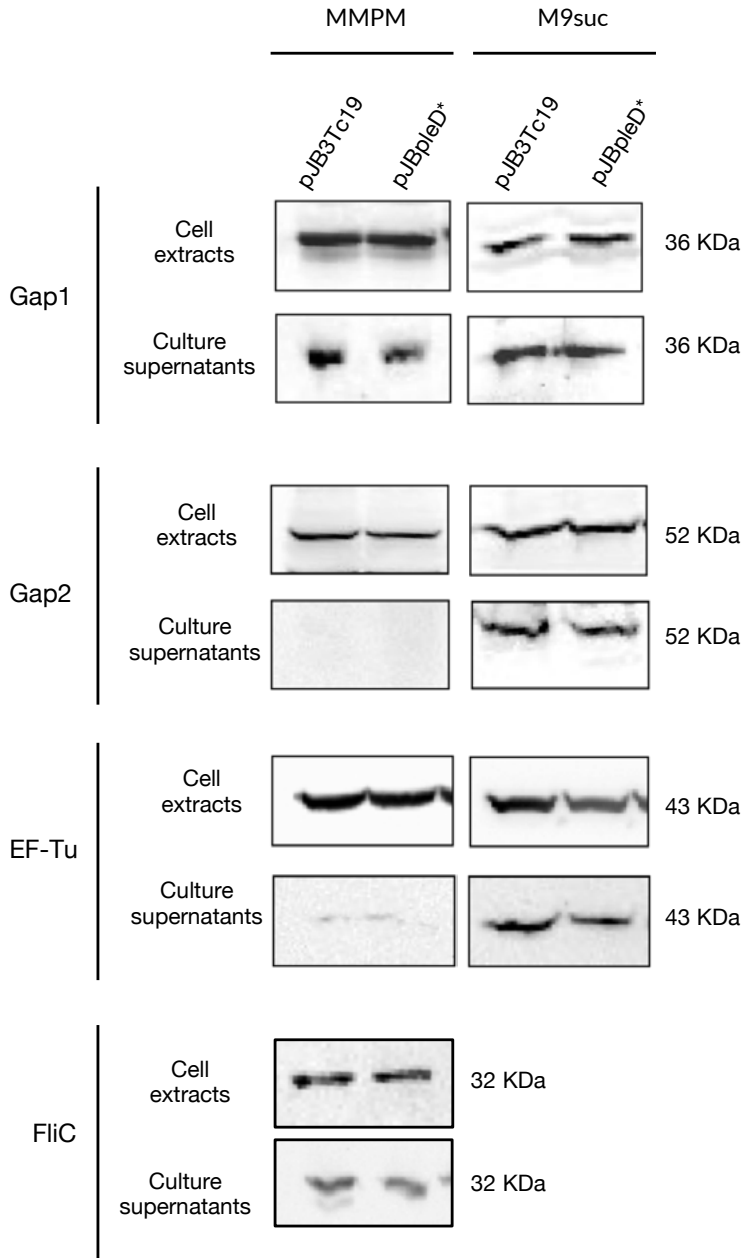 MMPM
M9suc
pJB3Tc19
pJBpleD*
pJB3Tc19
pJBpleD*
Gap1
Cell
extracts
36 KDa
Culture
supernatants
36 KDa
Gap2
Cell
extracts
52 KDa
Culture
supernatants
52 KDa
EF-Tu
Cell
extracts
43 KDa
Culture
supernatants
43 KDa
FliC
Cell
extracts
32 KDa
Culture
supernatants
32 KDa